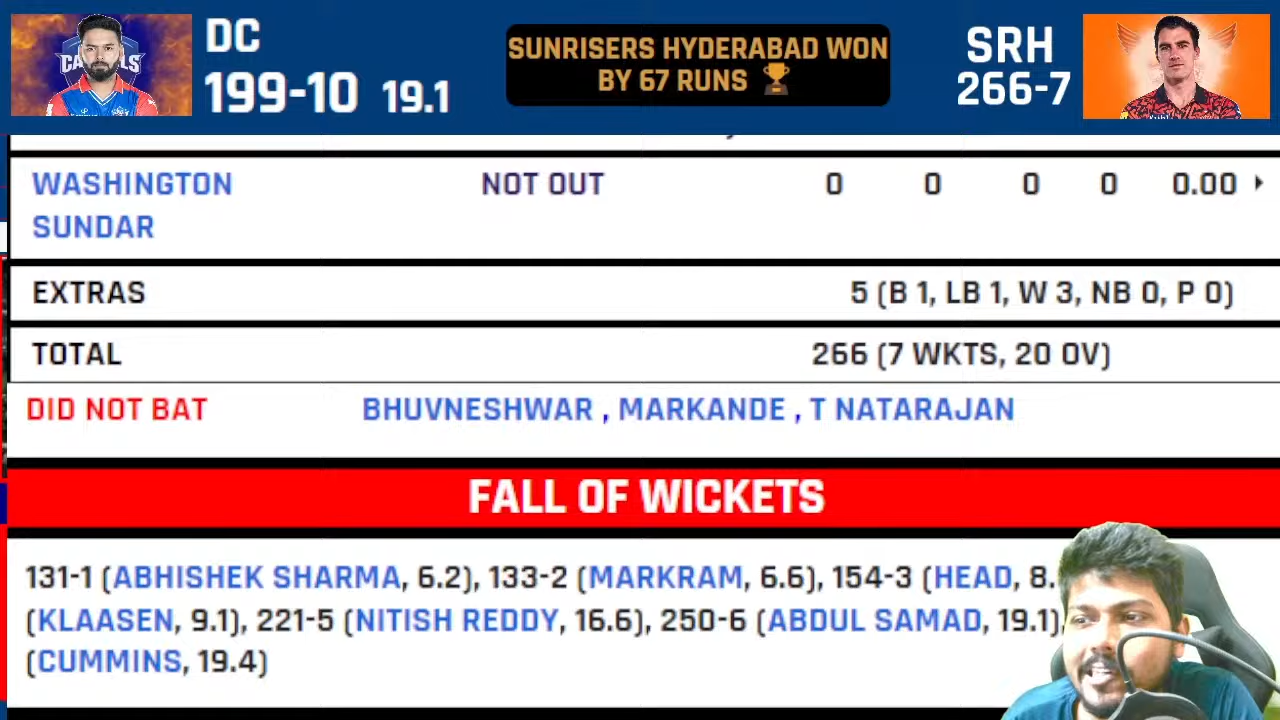 DC
199-10 19.1
SUNRISERS HYDERABAD WON
BY 67 RUNS 🏆
SRH
266-7
WASHINGTON SUNDAR NOT OUT 0 0 0 0 0.00
EXTRAS 5 (B 1, LB 1, W 3, NB 0, P 0)
TOTAL 266 (7 WKTS, 20 OV)
DID NOT BAT BHUVNESHWAR , MARKANDE , T NATARAJAN
FALL OF WICKETS
131-1 (ABHISHEK SHARMA, 6.2), 133-2 (MARKRAM, 6.6), 154-3 (HEAD, 8.
(KLAASEN, 9.1), 221-5 (NITISH REDDY, 16.6), 250-6 (ABDUL SAMAD, 19.1),
(CUMMINS, 19.4)